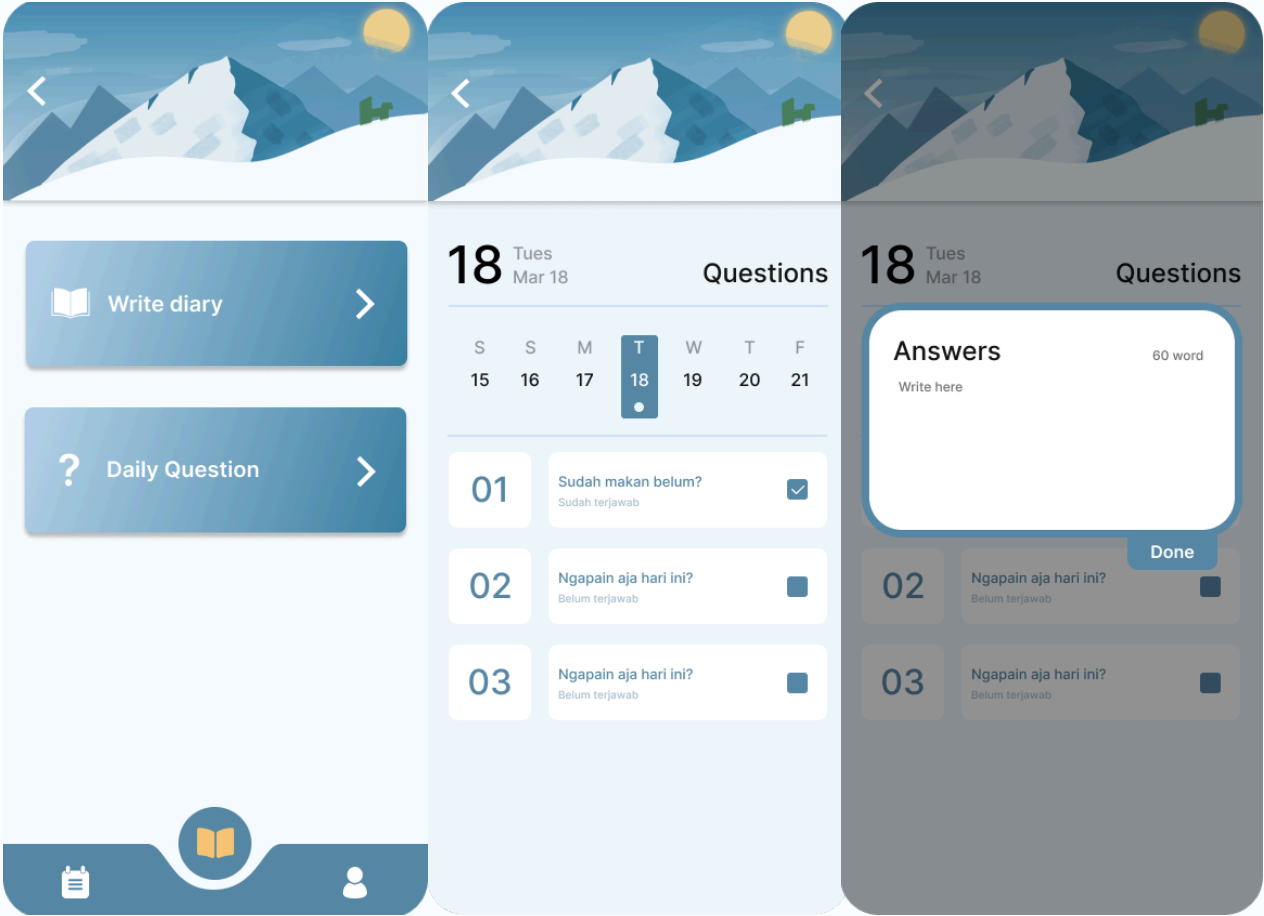 Write diary
Daily Question
18
Tues
Mar 18
Questions
S S M T W T F
15 16 17 18 19 20 21
01
Sudah makan belum?
Sudah terjawab
02
Ngapain aja hari ini?
Belum terjawab
03
Ngapain aja hari ini?
Belum terjawab
18
Tues
Mar 18
Questions
Answers
60 word
Write here
Done
02
Ngapain aja hari ini?
Belum terjawab
03
Ngapain aja hari ini?
Belum terjawab